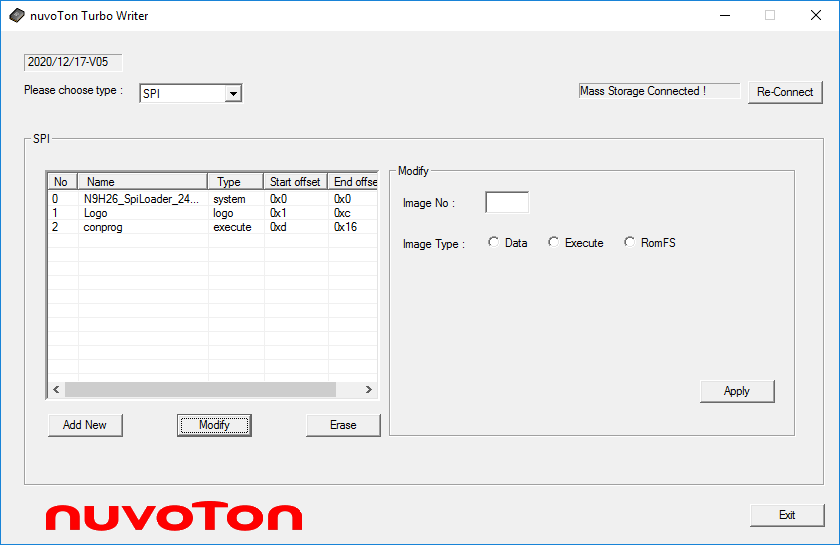 nuvoTon Turbo Writer
2020/12/17-V05
Please choose type :
SPI
Mass Storage Connected !
Re-Connect
SPI
No Name Type Start offset End offse
0 N9H26_SpiLoader_24... system 0x0 0x0
1 Logo logo 0x1 0xc
2 conprog execute 0xd 0x16
Modify
Image No :
Image Type : Data Execute RomFS
Apply
Add New Modify Erase
nuvoTon
Exit